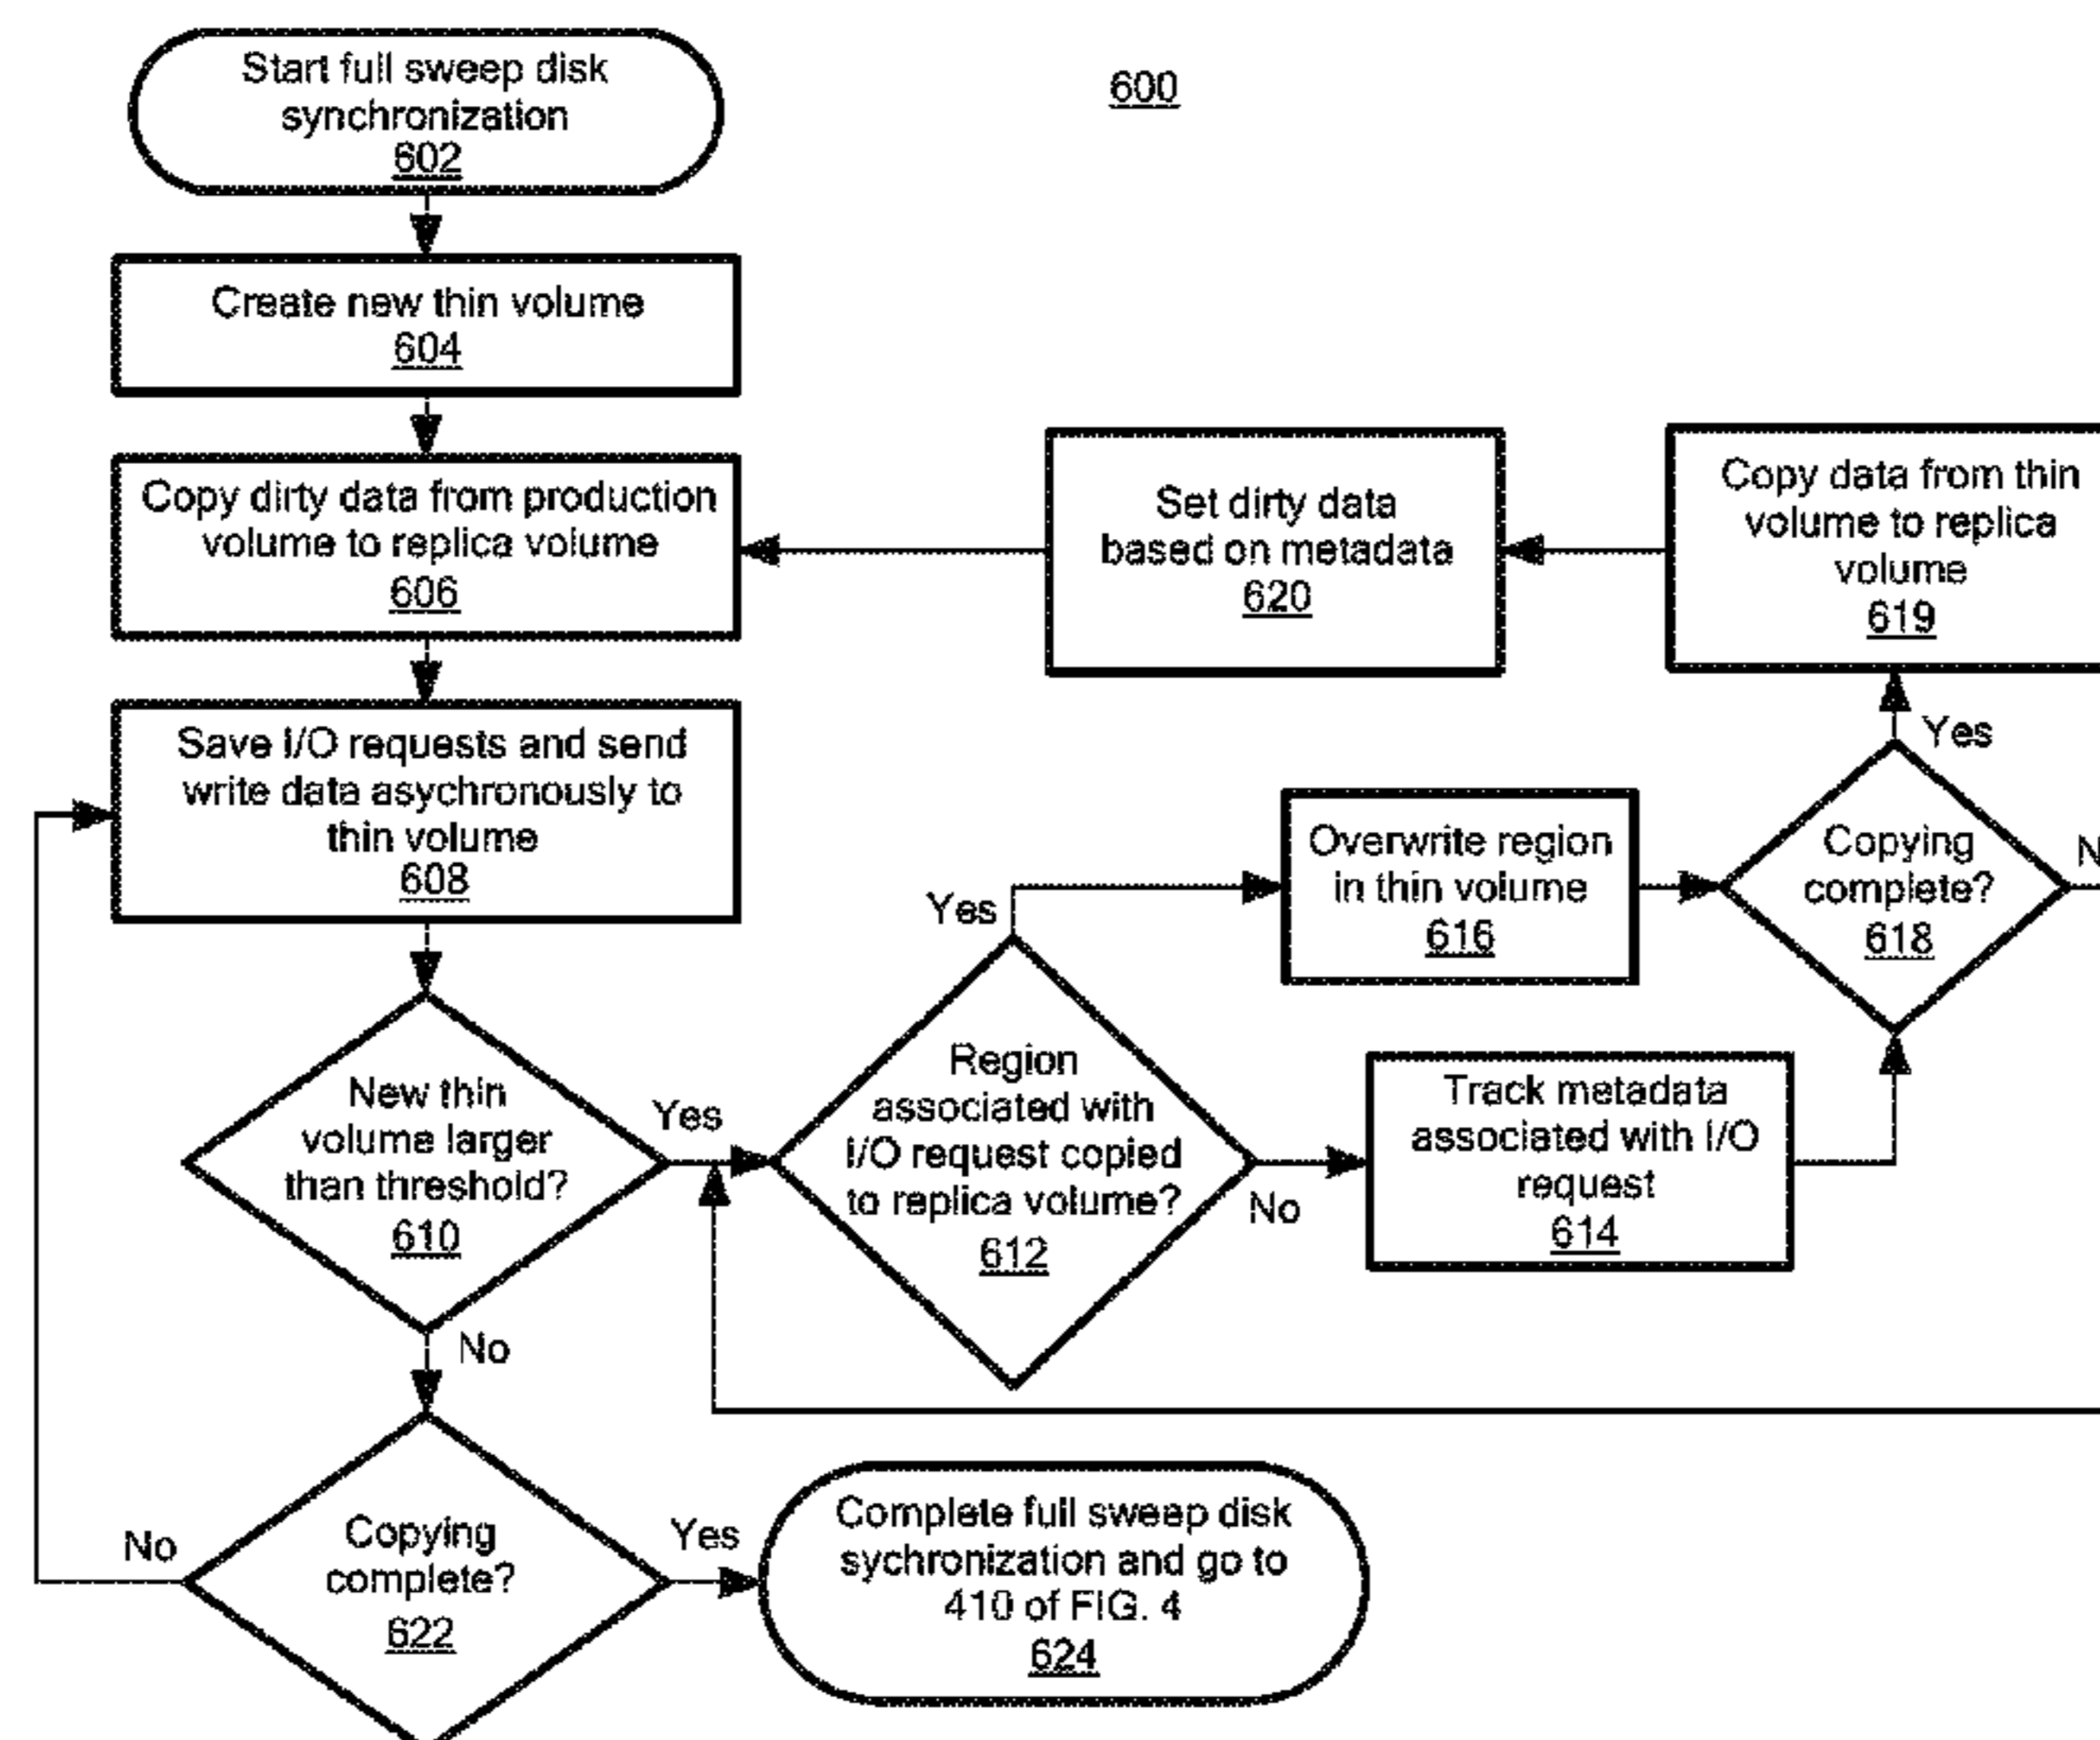 Start full sweep disk
synchronization
602
600
Create new thin volume
604
Copy dirty data from production
volume to replica volume
606
Set dirty data
based on metadata
620
Copy data from thin
volume to replica
volume
619
Save I/O requests and send
write data asychronously to
thin volume
608
Yes
Overwrite region
in thin volume
616
Copying
complete?
618
Yes
N
New thin
volume larger
than threshold?
610
Yes
Region
associated with
I/O request copied
to replica volume?
612
No
Track metadata
associated with I/O
request
614
No
Copying
complete?
622
No
Yes
Complete full sweep disk
sychronization and go to
410 of FIG. 4
624